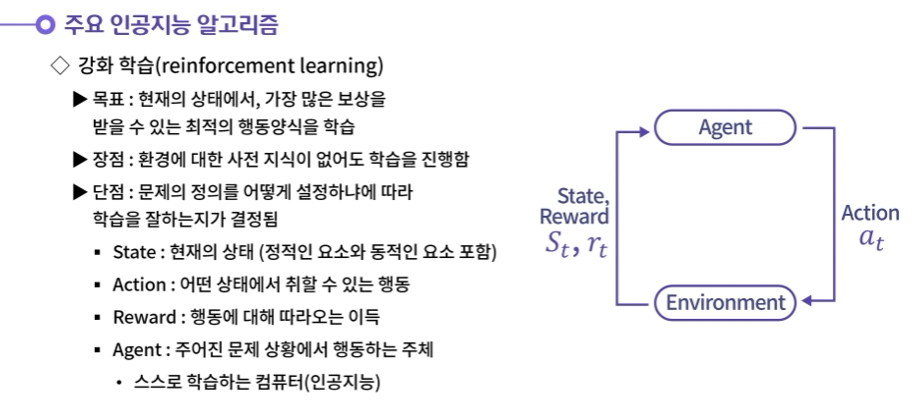 주요 인공지능 알고리즘
◇ 강화 학습(reinforcement learning)
▶ 목표 : 현재의 상태에서, 가장 많은 보상을
받을 수 있는 최적의 행동양식을 학습
▶ 장점 : 환경에 대한 사전 지식이 없어도 학습을 진행함
▶ 단점 : 문제의 정의를 어떻게 설정하냐에 따라
학습을 잘하는지가 결정됨
▪ State : 현재의 상태 (정적인 요소와 동적인 요소 포함)
▪ Action : 어떤 상태에서 취할 수 있는 행동
▪ Reward : 행동에 대해 따라오는 이득
▪ Agent : 주어진 문제 상황에서 행동하는 주체
• 스스로 학습하는 컴퓨터(인공지능)
Agent
State,
Reward
S_t, r_t
Action
a_t
Environment